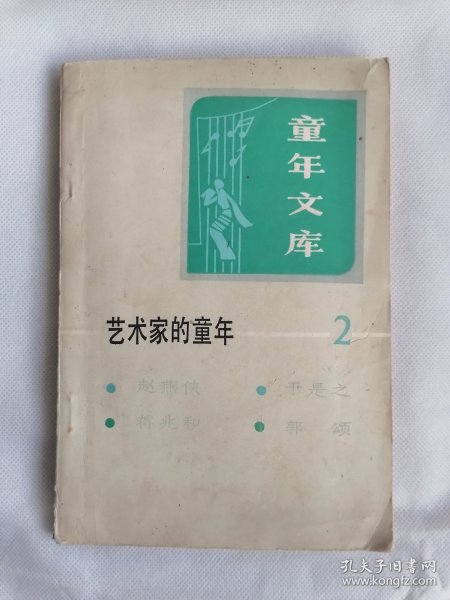 童年文库
艺术家的童年 2
赵燕侠 于是之
蒋兆和 郭颂
孔夫子旧书网
www.kongfz.com